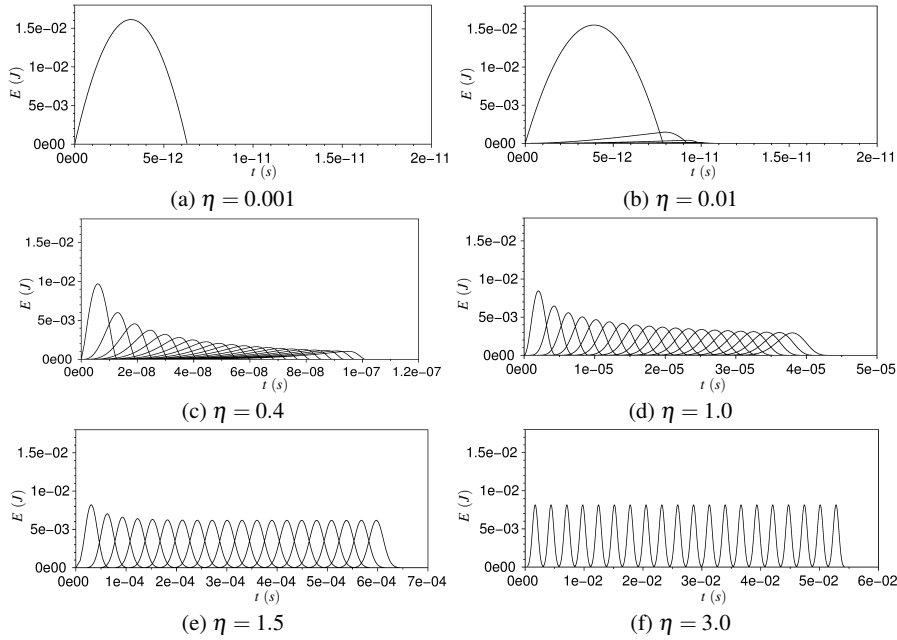 1.5e-02
1e-02
5e-03
0e00
E (J)
0e00 5e-12 1e-11 1.5e-11 2e-11
t (s)
(a) η = 0.001
1.5e-02
1e-02
5e-03
0e00
E (J)
0e00 5e-12 1e-11 1.5e-11 2e-11
t (s)
(b) η = 0.01
1.5e-02
1e-02
5e-03
0e00
E (J)
0e00 2e-08 4e-08 6e-08 8e-08 1e-07 1.2e-07
t (s)
(c) η = 0.4
1.5e-02
1e-02
5e-03
0e00
E (J)
0e00 1e-05 2e-05 3e-05 4e-05 5e-05
t (s)
(d) η = 1.0
1.5e-02
1e-02
5e-03
0e00
E (J)
0e00 1e-04 2e-04 3e-04 4e-04 5e-04 6e-04 7e-04
t (s)
(e) η = 1.5
1.5e-02
1e-02
5e-03
0e00
E (J)
0e00 1e-02 2e-02 3e-02 4e-02 5e-02 6e-02
t (s)
(f) η = 3.0